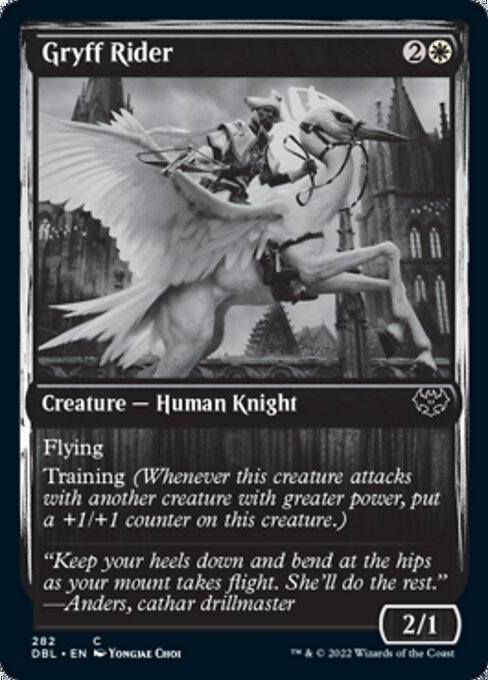 Gryff Rider 2
Creature — Human Knight
Flying
Training (Whenever this creature attacks
with another creature with greater power, put
a +1/+1 counter on this creature.)
“Keep your heels down and bend at the hips
as your mount takes flight. She’ll do the rest.”
—Anders, cathar drillmaster
2/1
282 C
DBL • EN Yongjae Choi
™ & © 2022 Wizards of the Coast